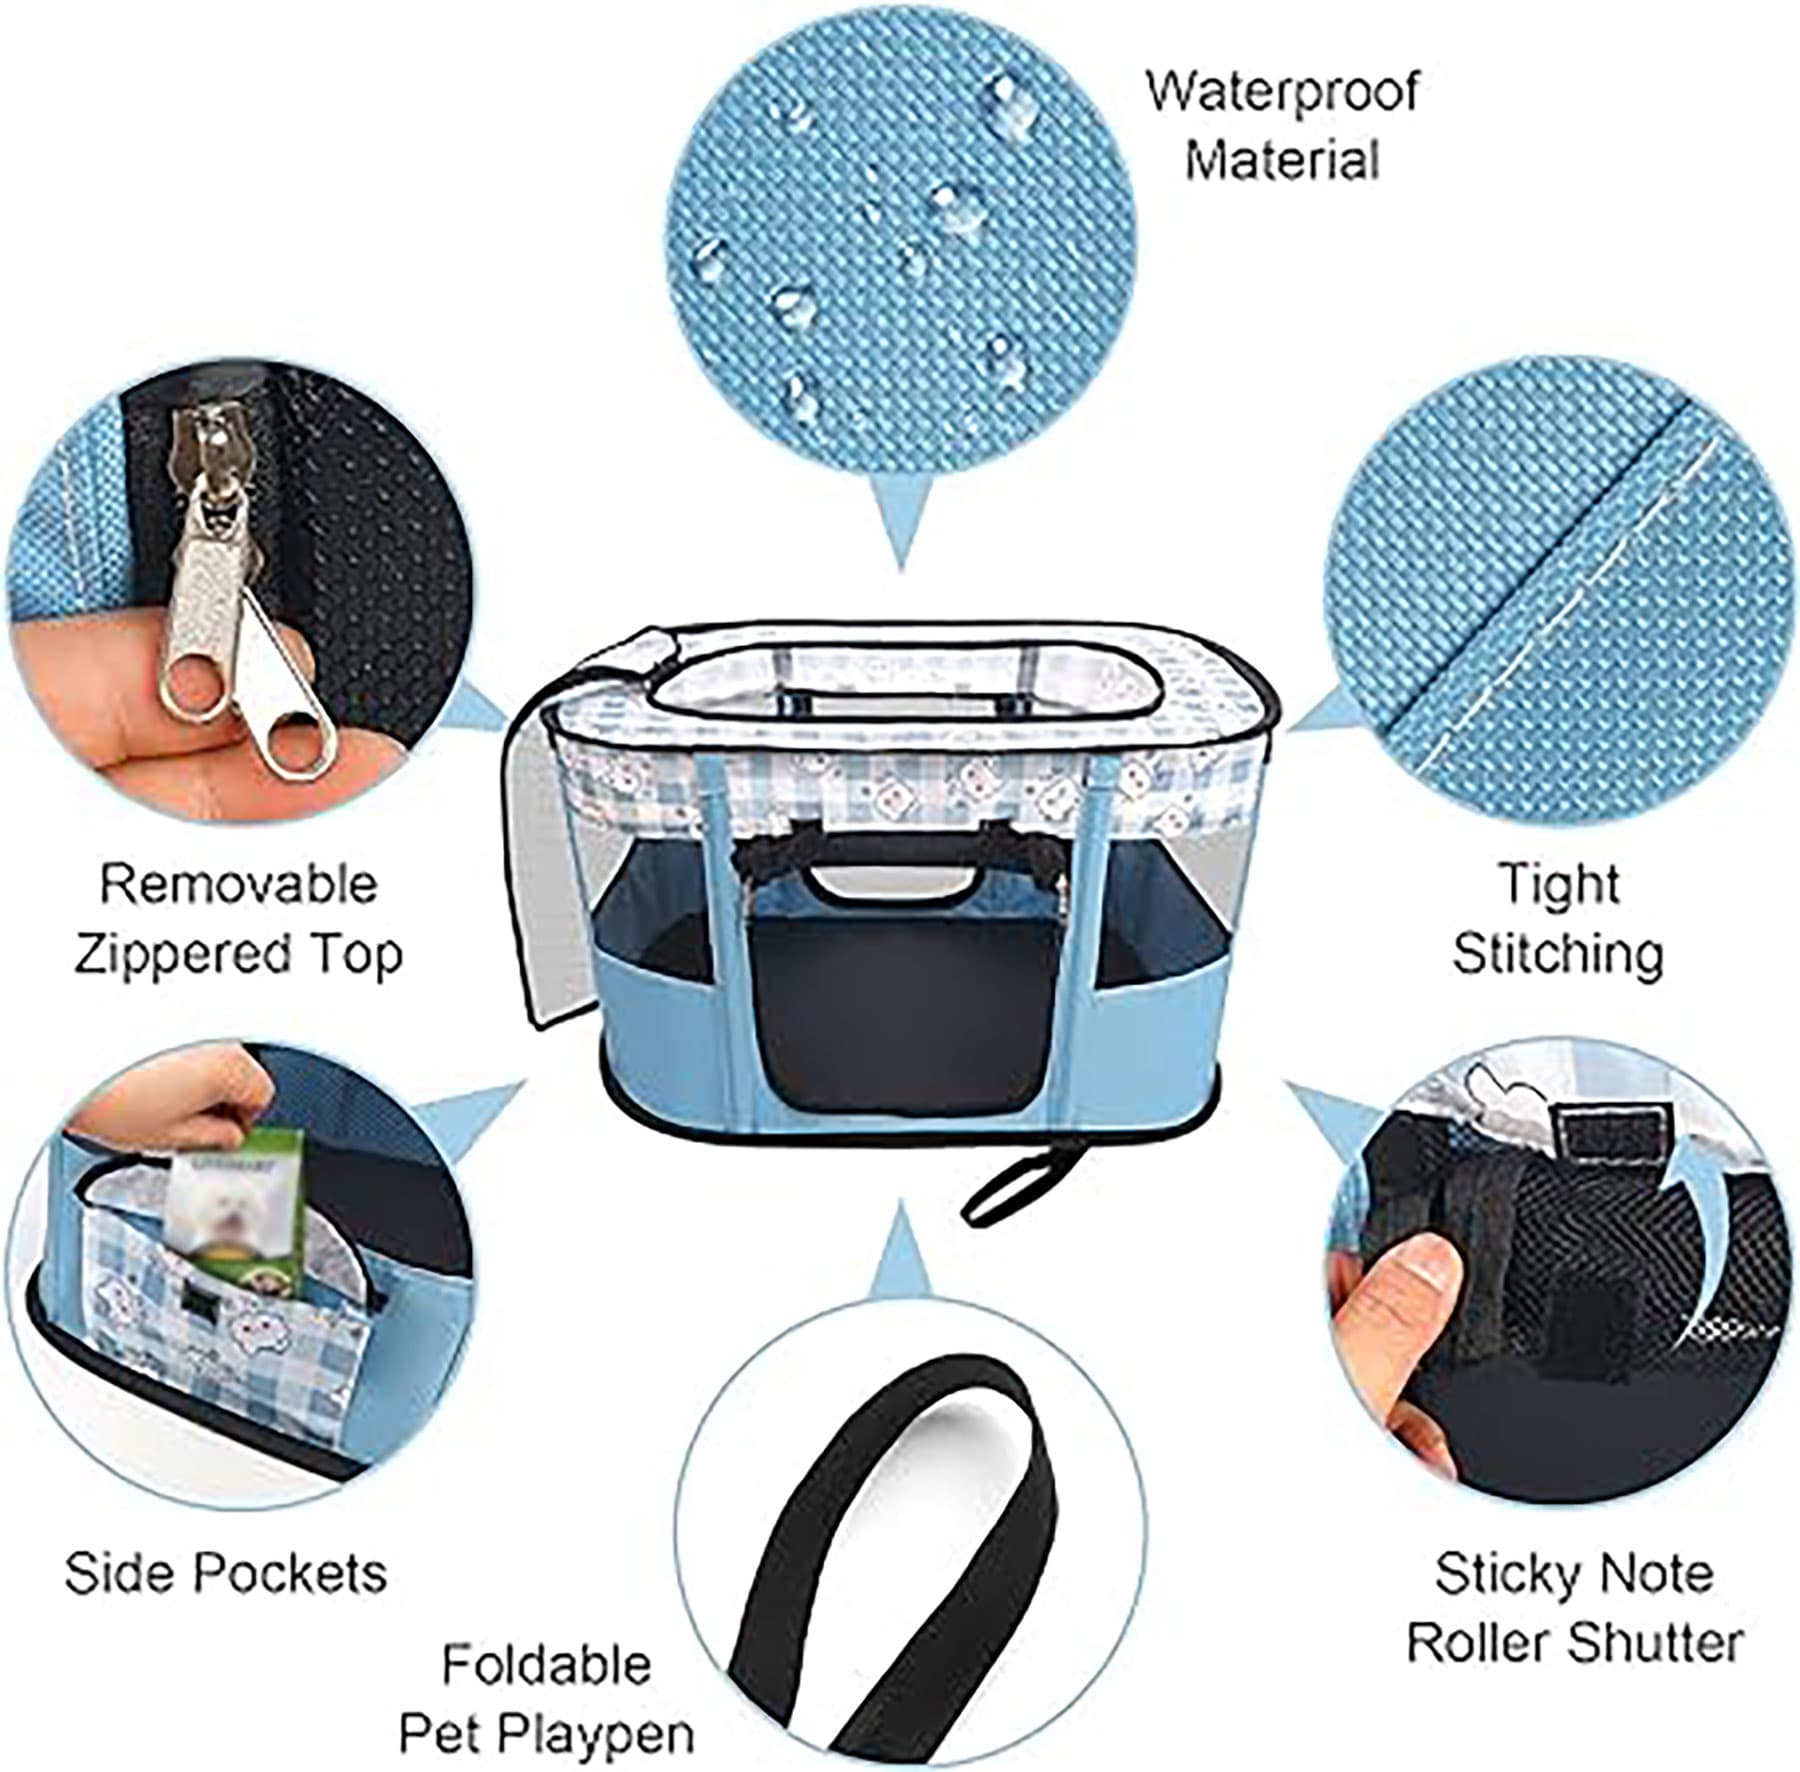 Waterproof
Material
Removable
Zippered Top
Tight
Stitching
Side Pockets
Sticky Note
Roller Shutter
Foldable
Pet Playpen